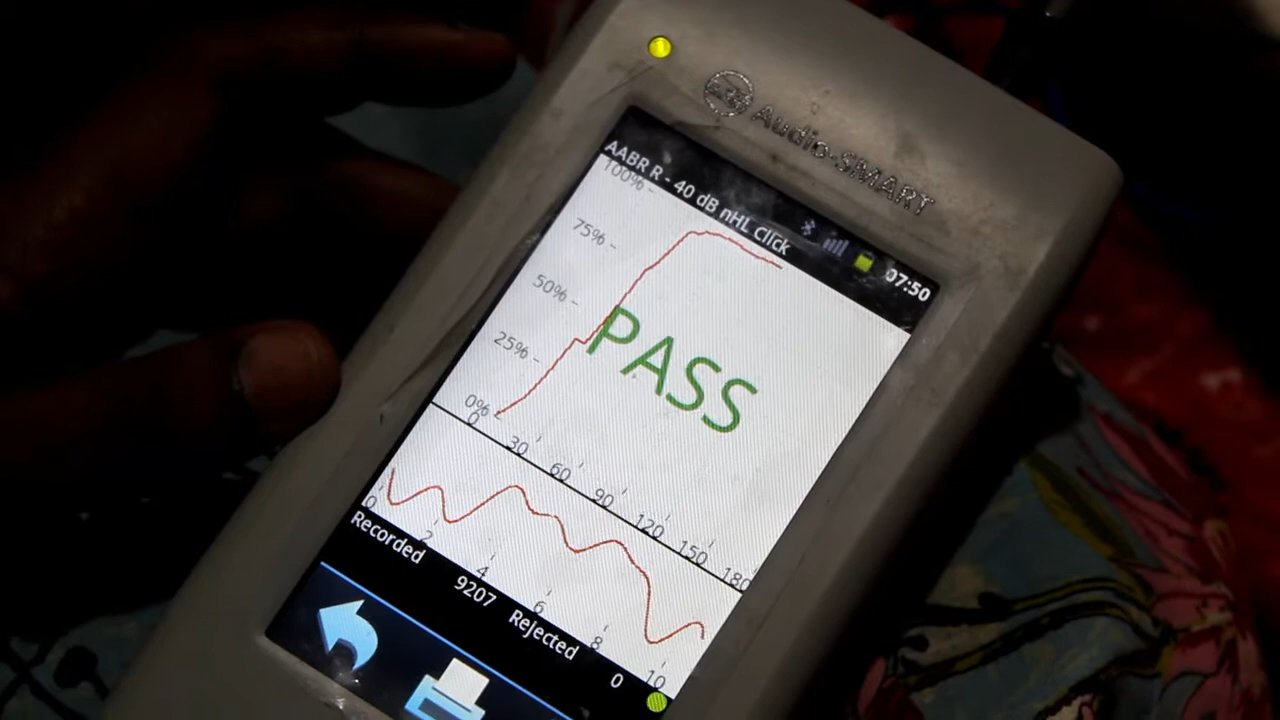 Audio-SMART
07:50
AABR R - 40 dB nHL Click
100%
75%
50%
25%
0%
PASS
0 30 60 90 120 150 180
0 2 4 6 8 10
Recorded 9207 Rejected 0